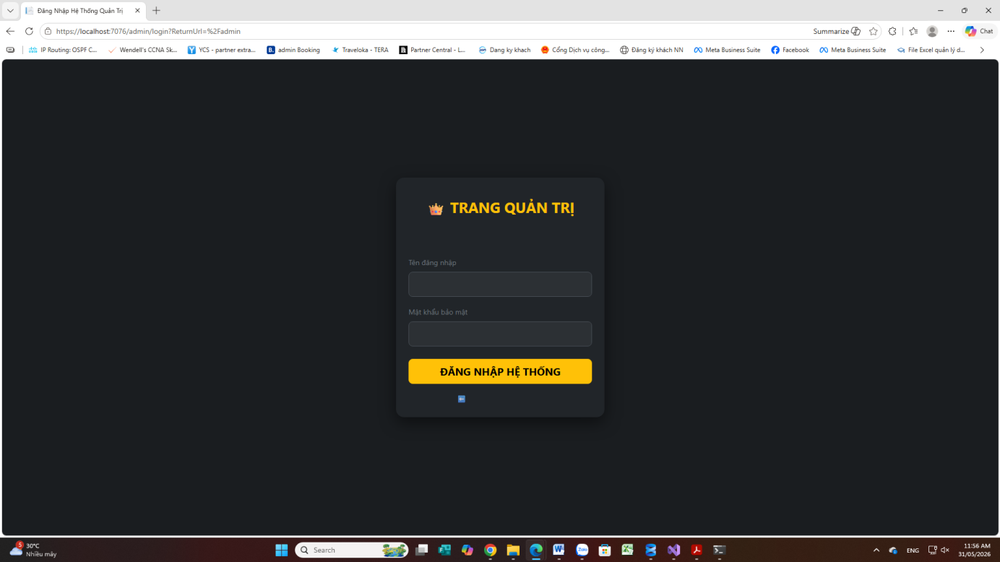 Đăng Nhập Hệ Thống Quản Trị
https://localhost:7076/admin/login?ReturnUrl=%2Fadmin
Summarize
Chat
IP Routing: OSPF C...
Wendell's CCNA Sk...
YCS - partner extra...
B. admin Booking
Traveloka - TERA
Partner Central - L...
Dang ky khach
Cổng Dịch vụ công...
Đăng ký khách NN
Meta Business Suite
Facebook
Meta Business Suite
File Excel quản lý d...
TRANG QUẢN TRỊ
Tên đăng nhập
Mật khẩu bảo mật
ĐĂNG NHẬP HỆ THỐNG
5
30°C
Nhiều mây
Search
Zalo
ENG
11:56 AM
31/05/2026